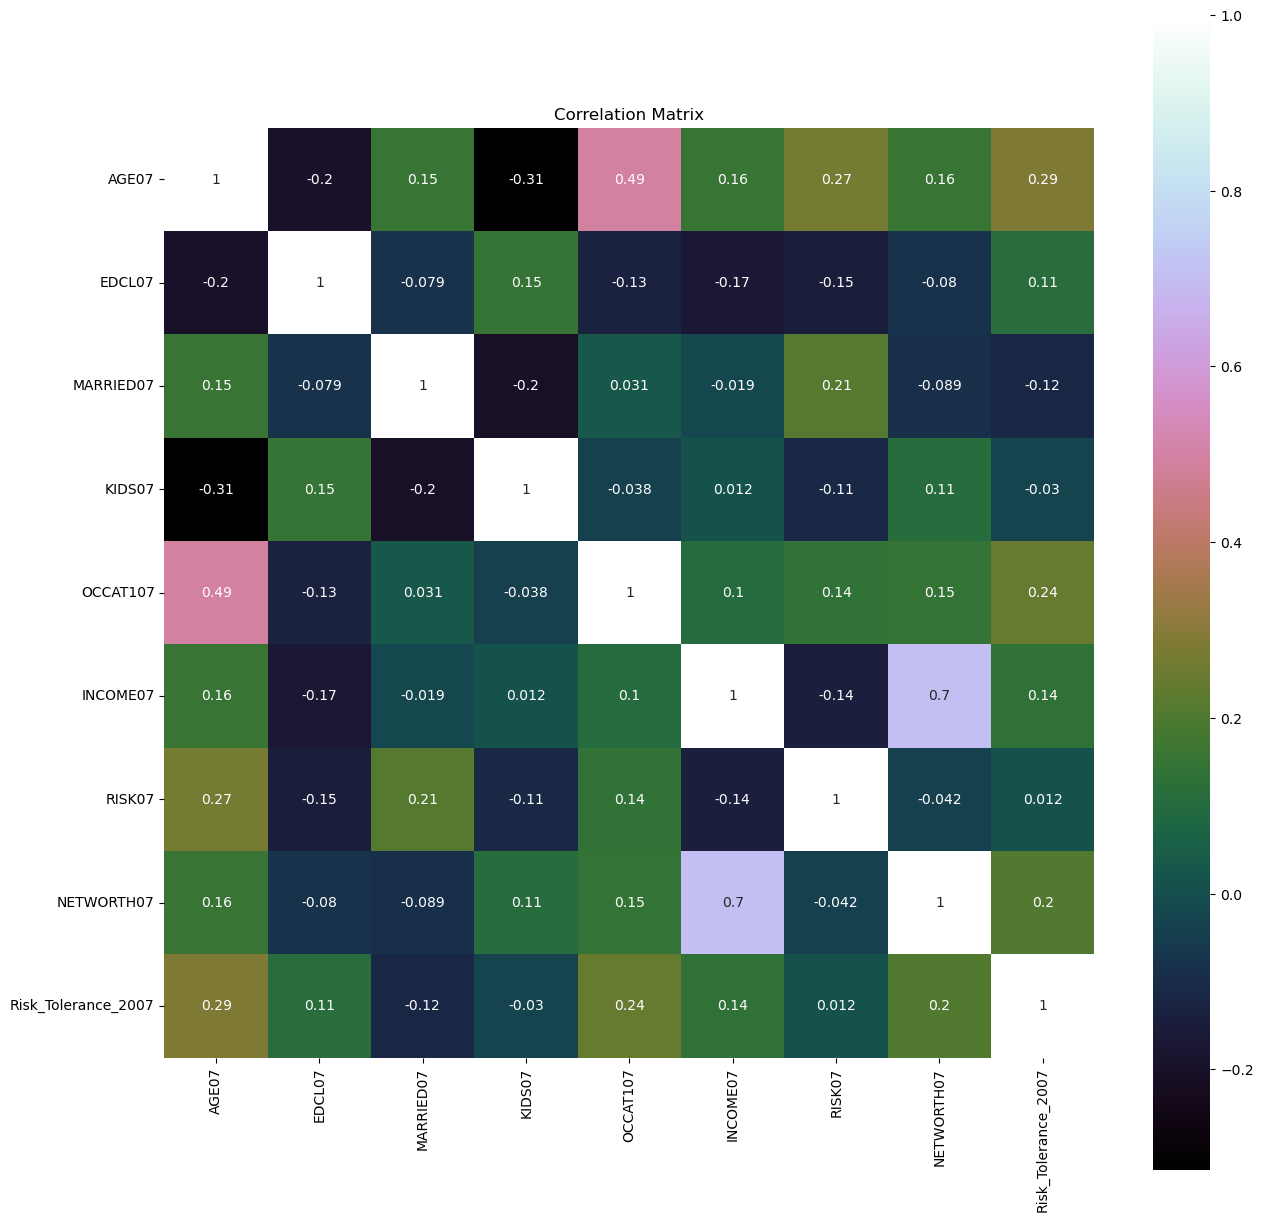 Correlation Matrix
AGE07 1 -0.2 0.15 -0.31 0.49 0.16 0.27 0.16 0.29
EDCL07 -0.2 1 -0.079 0.15 -0.13 -0.17 -0.15 -0.08 0.11
MARRIED07 0.15 -0.079 1 -0.2 0.031 -0.019 0.21 -0.089 -0.12
KIDS07 -0.31 0.15 -0.2 1 -0.038 0.012 -0.11 0.11 -0.03
OCCAT107 0.49 -0.13 0.031 -0.038 1 0.1 0.14 0.15 0.24
INCOME07 0.16 -0.17 -0.019 0.012 0.1 1 -0.14 0.7 0.14
RISK07 0.27 -0.15 0.21 -0.11 0.14 -0.14 1 -0.042 0.012
NETWORTH07 0.16 -0.08 -0.089 0.11 0.15 0.7 -0.042 1 0.2
Risk_Tolerance_2007 0.29 0.11 -0.12 -0.03 0.24 0.14 0.012 0.2 1
AGE07
EDCL07
MARRIED07
KIDS07
OCCAT107
INCOME07
RISK07
NETWORTH07
Risk_Tolerance_2007
1.0
0.8
0.6
0.4
0.2
0.0
−0.2